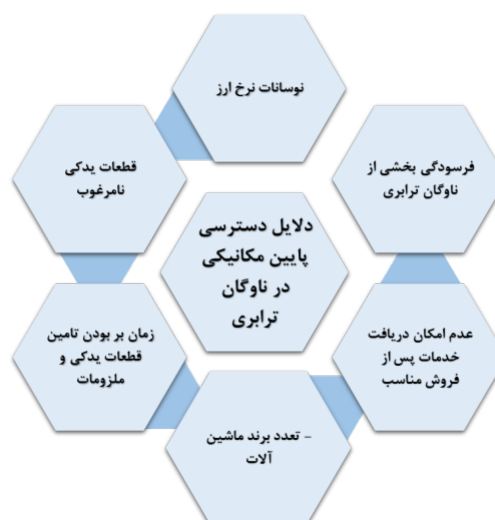 نوسانات نرخ ارز
فرسودگی بخشی از
ناوگان ترابری
قطعات یدکی
نامرغوب
دلایل دسترسی
پایین مکانیکی
در ناوگان
ترابری
عدم امکان دریافت
خدمات پس از
فروش مناسب
زمان بر بودن تامین
قطعات یدکی و
ملزومات
- تعدد برند ماشین
آلات